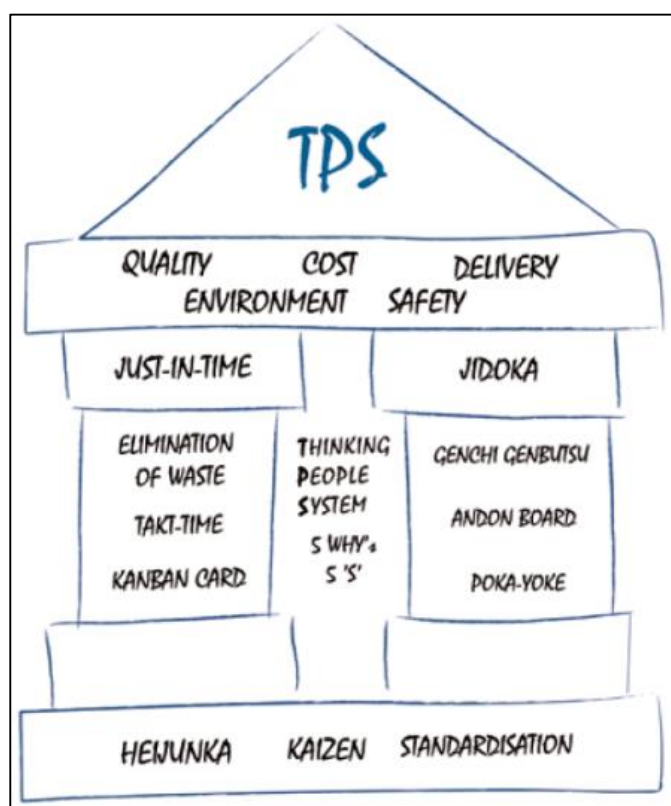 TPS
QUALITY COST DELIVERY
ENVIRONMENT SAFETY
JUST-IN-TIME
JIDOKA
ELIMINATION
OF WASTE
TAKT-TIME
KANBAN CARD
THINKING
PEOPLE
SYSTEM
5 WHY's
5 'S'
GENCHI GENBUTSU
ANDON BOARD
POKA-YOKE
HEIJUNKA KAIZEN STANDARDISATION